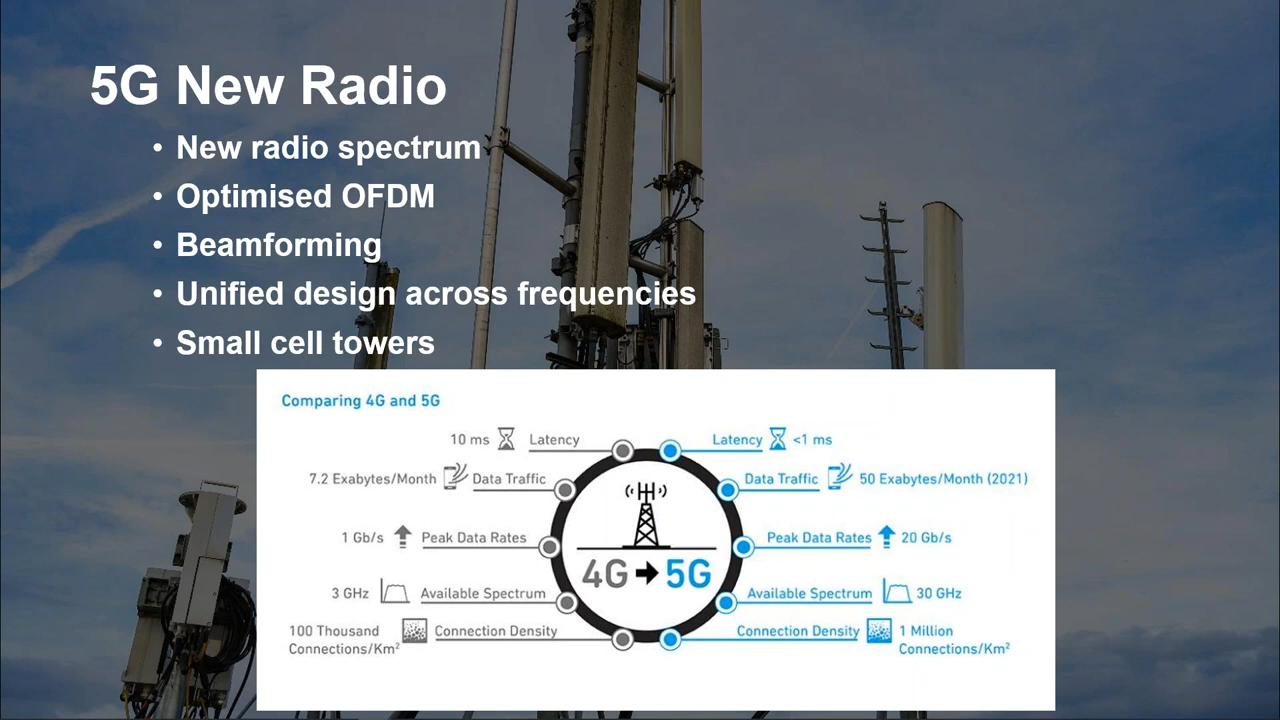 5G New Radio
• New radio spectrum
• Optimised OFDM
• Beamforming
• Unified design across frequencies
• Small cell towers
Comparing 4G and 5G
10 ms Latency
Latency <1 ms
7.2 Exabytes/Month Data Traffic
Data Traffic 50 Exabytes/Month (2021)
1 Gb/s Peak Data Rates
Peak Data Rates 20 Gb/s
4G 5G
3 GHz Available Spectrum
Available Spectrum 30 GHz
100 Thousand
Connections/Km²
Connection Density
Connection Density
1 Million
Connections/Km²